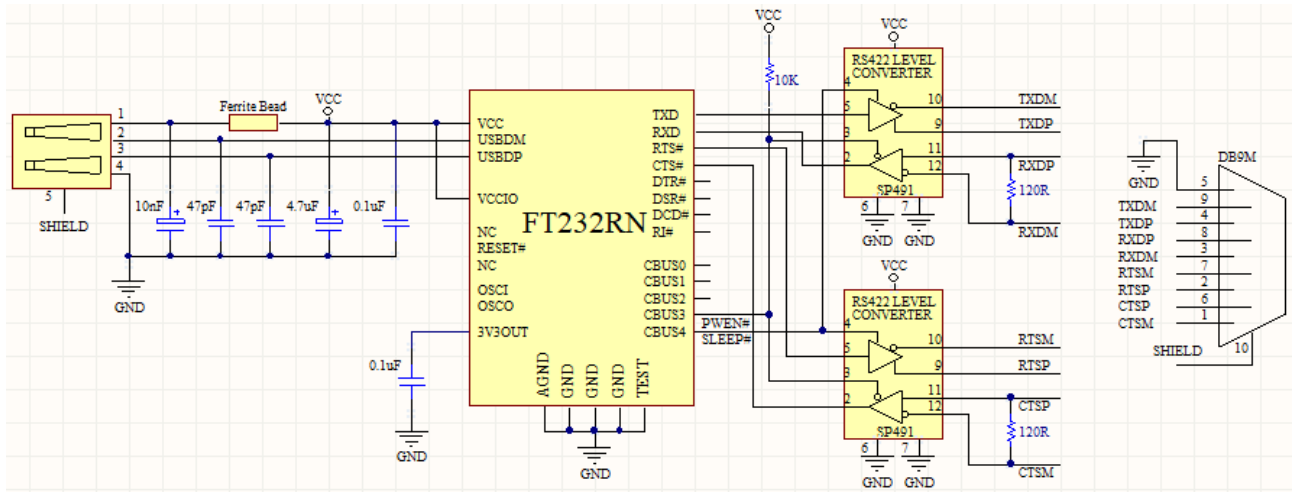 1
2
3
4
5
SHIELD
Ferrite Bead
VCC
10nF
+
47pF
47pF
4.7uF
+
0.1uF
GND
VCC
USBDM
USBDP
VCCIO
NC
RESET#
NC
OSCI
OSCO
3V3OUT
0.1uF
GND
FT232RN
TXD
RXD
RTS#
CTS#
DTR#
DSR#
DCD#
RI#
CBUS0
CBUS1
CBUS2
CBUS3
CBUS4
AGND
GND
GND
GND
TEST
GND
PWEN#
SLEEP#
VCC
10K
VCC
RS422 LEVEL
CONVERTER
4
5
3
2
10
9
11
12
SP491
6
7
GND
GND
TXDM
TXDP
RXDP
120R
RXDM
VCC
RS422 LEVEL
CONVERTER
4
5
3
2
10
9
11
12
SP491
6
7
GND
GND
RTSM
RTSP
CTSP
120R
CTSM
GND
DB9M
5
TXDM 9
TXDP 4
RXDP 8
RXDM 3
RTSM 7
RTSP 2
CTSP 6
CTSM 1
SHIELD 10